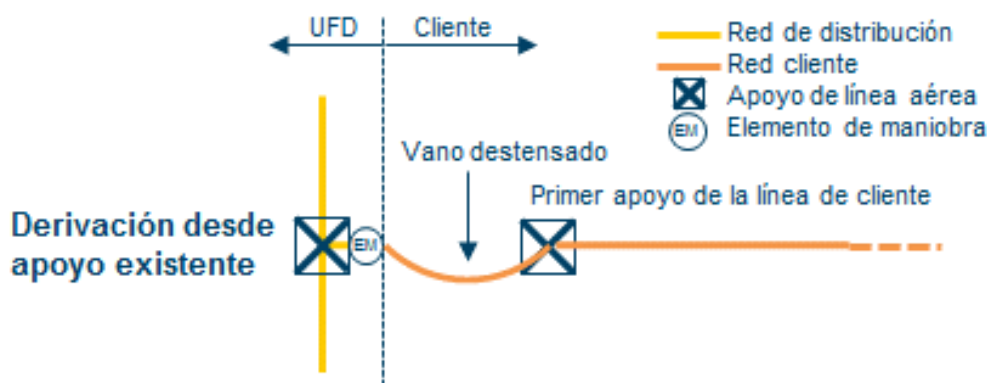 UFD
Cliente
Red de distribución
Red cliente
Apoyo de línea aérea
EM
Elemento de maniobra
Vano destensado
Primer apoyo de la línea de cliente
Derivación desde
apoyo existente
EM